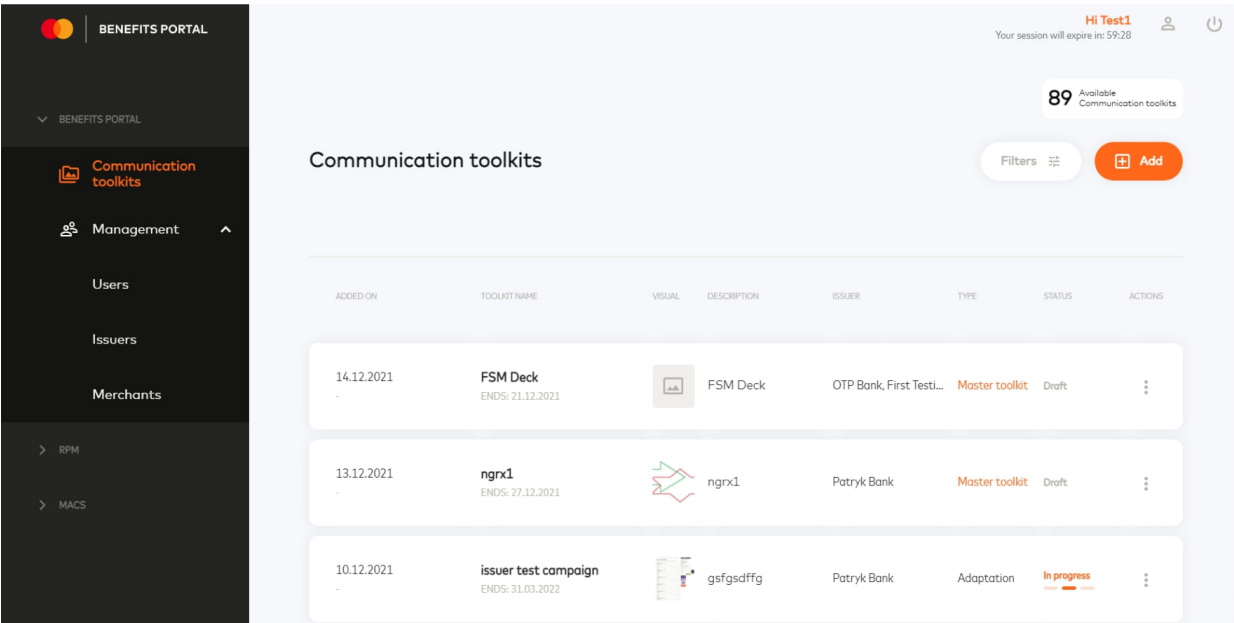 BENEFITS PORTAL
Hi Test1
Your session will expire in: 59:28
89 Available
Communication toolkits
BENEFITS PORTAL
Communication
toolkits
Management
Users
Issuers
Merchants
RPM
MACS
Communication toolkits
Filters
Add
ADDED ON TOOLKIT NAME VISUAL DESCRIPTION ISSUER TYPE STATUS ACTIONS
14.12.2021 FSM Deck FSM Deck OTP Bank, First Testi... Master toolkit Draft
- ENDS: 21.12.2021
13.12.2021 ngrx1 ngrx1 Patryk Bank Master toolkit Draft
- ENDS: 27.12.2021
10.12.2021 issuer test campaign gsfgsdffg Patryk Bank Adaptation In progress
- ENDS: 31.03.2022